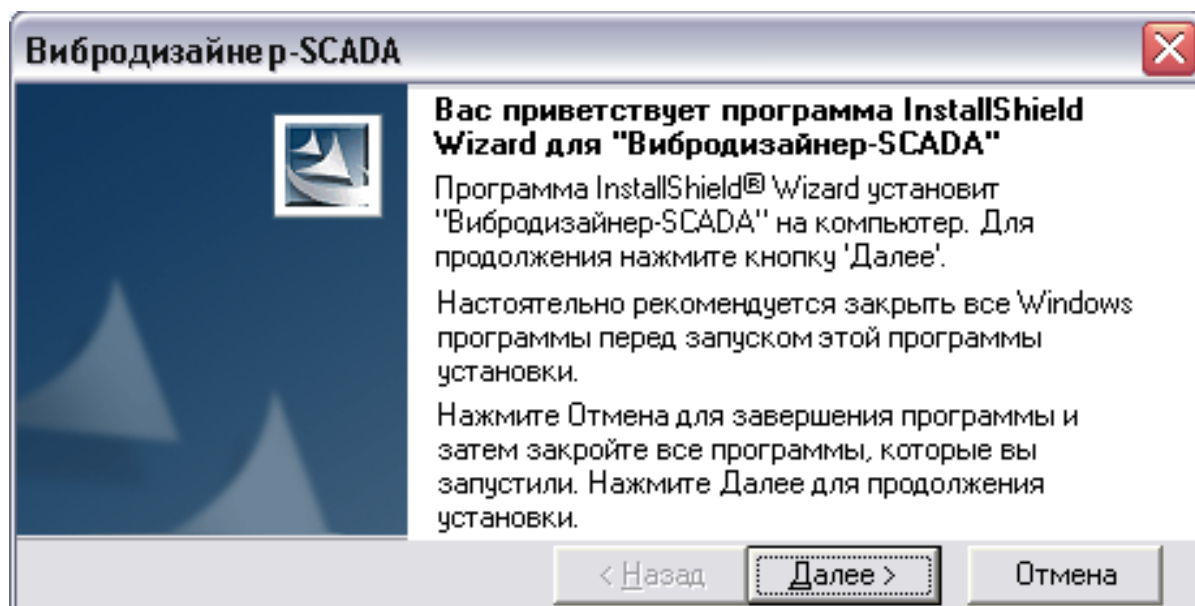 Вибродизайнер-SCADA
Вас приветствует программа InstallShield
Wizard для "Вибродизайнер-SCADA"
Программа InstallShield® Wizard установит
"Вибродизайнер-SCADA" на компьютер. Для
продолжения нажмите кнопку 'Далее'.
Настоятельно рекомендуется закрыть все Windows
программы перед запуском этой программы
установки.
Нажмите Отмена для завершения программы и
затем закройте все программы, которые вы
запустили. Нажмите Далее для продолжения
установки.
< Назад Далее > Отмена